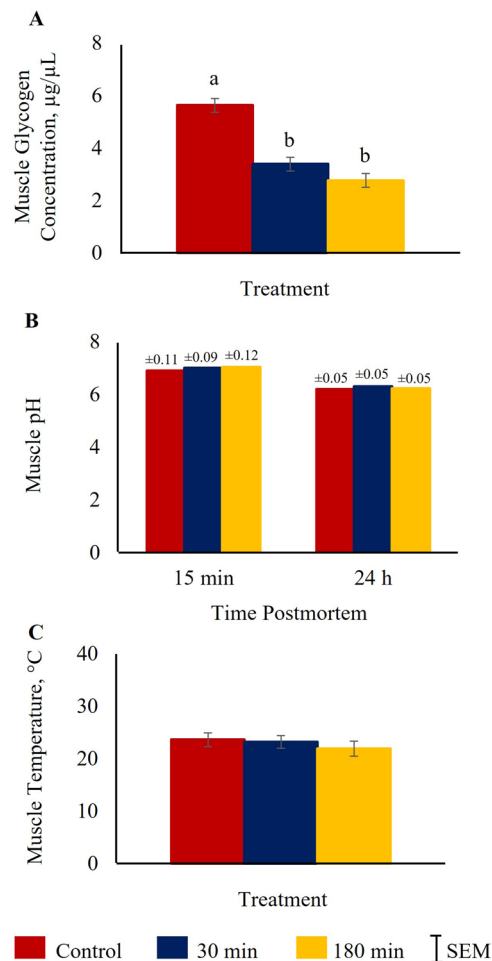 A
Muscle Glycogen
Concentration, µg/µL
8
6
4
2
0
a
b
b
Treatment
B
Muscle pH
8
6
4
2
0
±0.11
±0.09
±0.12
±0.05
±0.05
±0.05
15 min
24 h
Time Postmortem
C
Muscle Temperature, °C
40
30
20
10
0
Treatment
Control
30 min
180 min
SEM